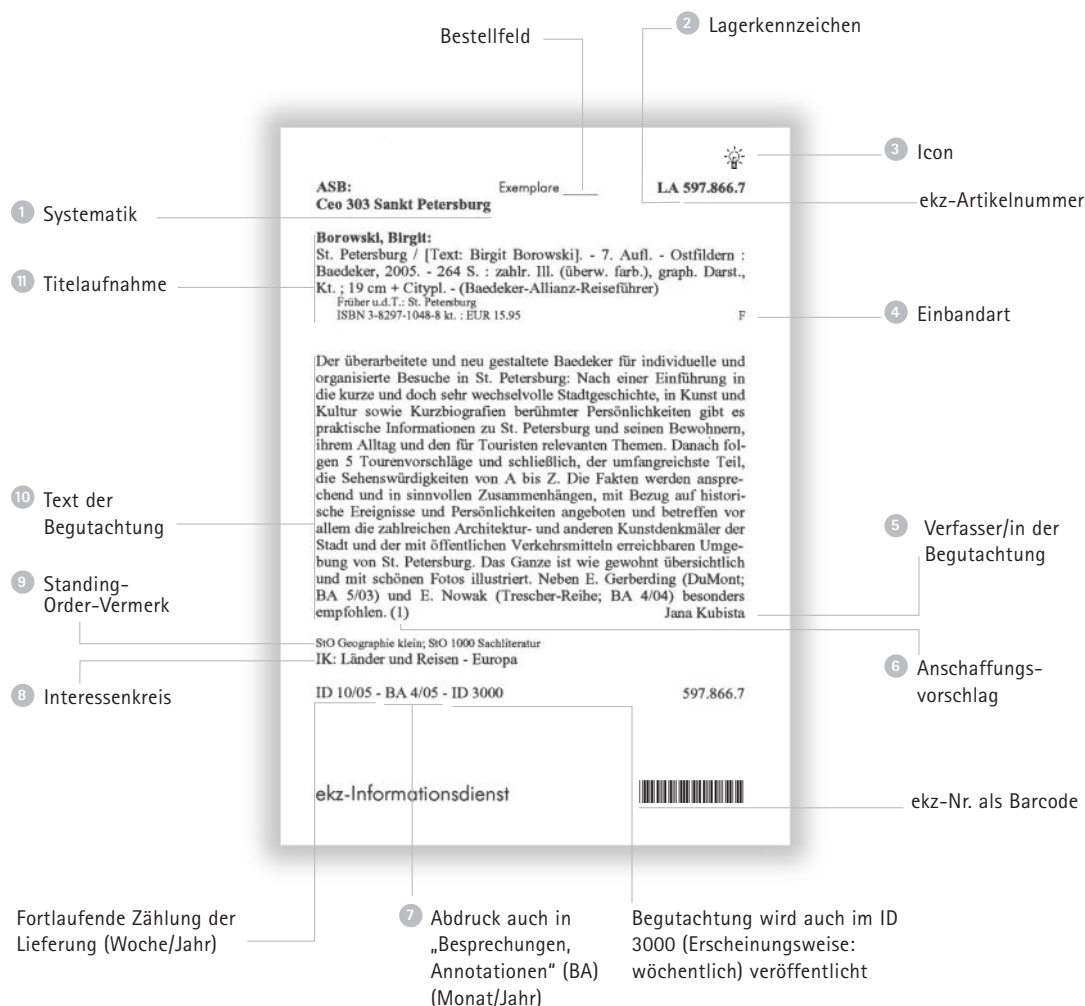 Bestellfeld
2 Lagerkennzeichen
3 Icon
ASB:
Exemplare ____
LA 597.866.7
ekz-Artikelnummer
Ceo 303 Sankt Petersburg
1 Systematik
Borowski, Birgit:
St. Petersburg / [Text: Birgit Borowski]. - 7. Aufl. - Ostfildern :
Baedeker, 2005. - 264 S. : zahlr. Ill. (überw. farb.), graph. Darst.,
Kt. ; 19 cm + Citypl. - (Baedeker-Allianz-Reiseführer)
Früher u.d.T.: St. Petersburg
ISBN 3-8297-1048-8 kt. : EUR 15.95
F
11 Titelaufnahme
4 Einbandart
Der überarbeitete und neu gestaltete Baedeker für individuelle und
organisierte Besuche in St. Petersburg: Nach einer Einführung in
die kurze und doch sehr wechselvolle Stadtgeschichte, in Kunst und
Kultur sowie Kurzbiografien berühmter Persönlichkeiten gibt es
praktische Informationen zu St. Petersburg und seinen Bewohnern,
ihrem Alltag und den für Touristen relevanten Themen. Danach fol-
gen 5 Tourenvorschläge und schließlich, der umfangreichste Teil,
die Sehenswürdigkeiten von A bis Z. Die Fakten werden anspre-
chend und in sinnvollen Zusammenhängen, mit Bezug auf histori-
sche Ereignisse und Persönlichkeiten angeboten und betreffen vor
allem die zahlreichen Architektur- und anderen Kunstdenkmäler der
Stadt und der mit öffentlichen Verkehrsmitteln erreichbaren Umge-
bung von St. Petersburg. Das Ganze ist wie gewohnt übersichtlich
und mit schönen Fotos illustriert. Neben E. Gerberding (DuMont;
BA 5/03) und E. Nowak (Trescher-Reihe; BA 4/04) besonders
empfohlen. (1)
Jana Kubista
10 Text der
Begutachtung
5 Verfasser/in der
Begutachtung
9 Standing-
Order-Vermerk
StO Geographie klein; StO 1000 Sachliteratur
IK: Länder und Reisen - Europa
6 Anschaffungs-
vorschlag
8 Interessenkreis
ID 10/05 - BA 4/05 - ID 3000
597.866.7
ekz-Informationsdienst
ekz-Nr. als Barcode
Fortlaufende Zählung der
Lieferung (Woche/Jahr)
7 Abdruck auch in
„Besprechungen,
Annotationen“ (BA)
(Monat/Jahr)
Begutachtung wird auch im ID
3000 (Erscheinungsweise:
wöchentlich) veröffentlicht